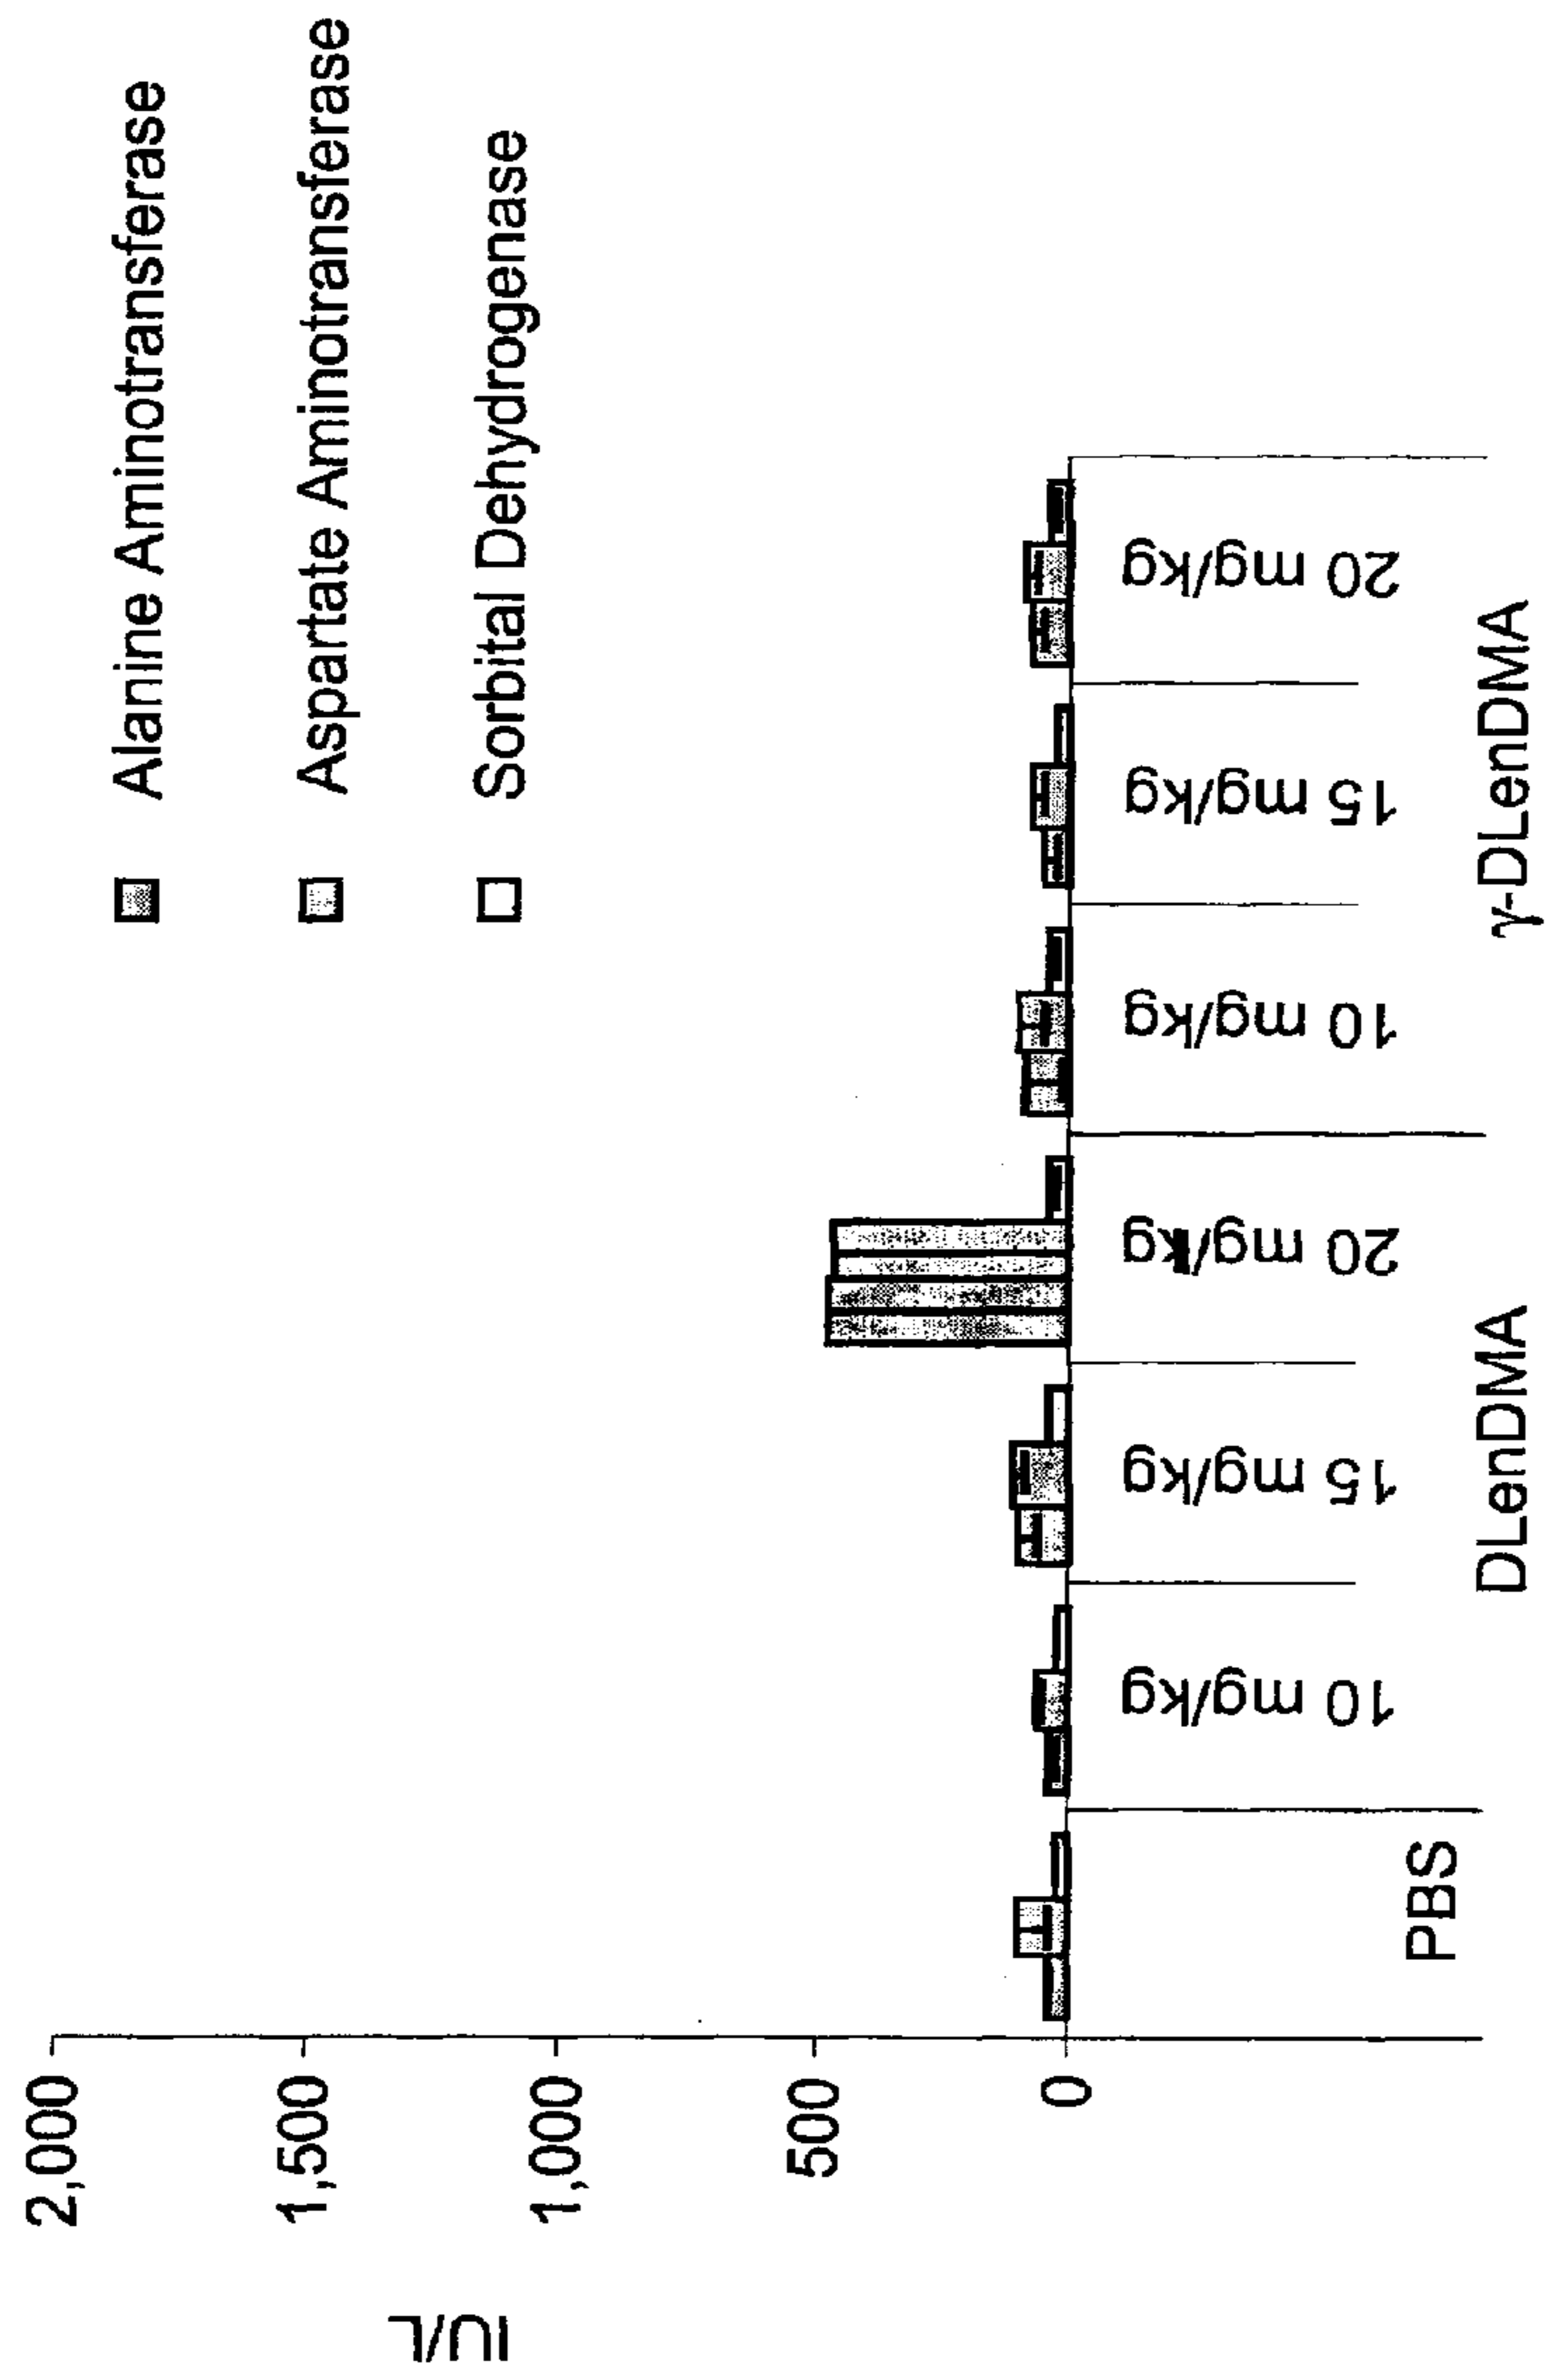 Alanine Aminotransferase
Aspartate Aminotransferase
Sorbital Dehydrogenase
IU/L
2,000
1,500
1,000
500
0
PBS
10 mg/kg
15 mg/kg
20 mg/kg
10 mg/kg
15 mg/kg
20 mg/kg
DLenDMA
γ-DLenDMA